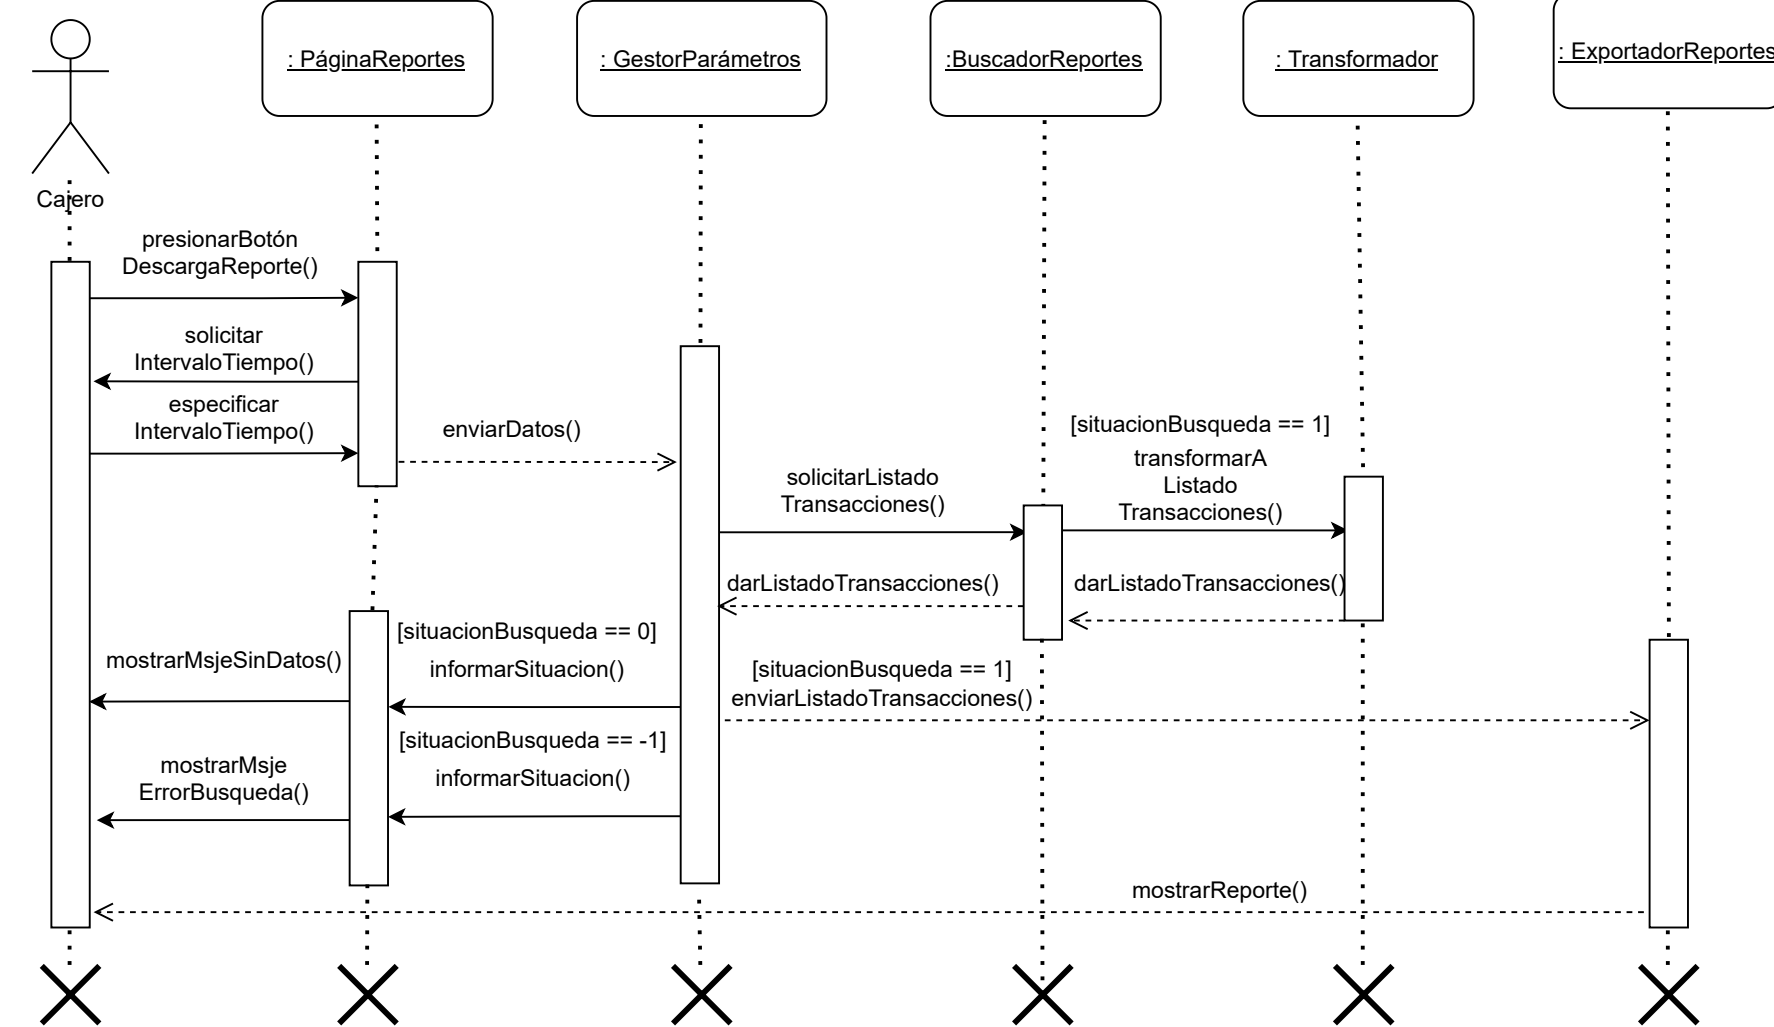 : PáginaReportes
: GestorParámetros
:BuscadorReportes
: Transformador
: ExportadorReportes
Cajero
presionarBotón
DescargaReporte()
solicitar
IntervaloTiempo()
especificar
IntervaloTiempo()
enviarDatos()
solicitarListado
Transacciones()
[situacionBusqueda == 1]
transformarA
Listado
Transacciones()
darListadoTransacciones()
darListadoTransacciones()
[situacionBusqueda == 0]
informarSituacion()
mostrarMsjeSinDatos()
[situacionBusqueda == 1]
enviarListadoTransacciones()
[situacionBusqueda == -1]
informarSituacion()
mostrarMsje
ErrorBusqueda()
mostrarReporte()